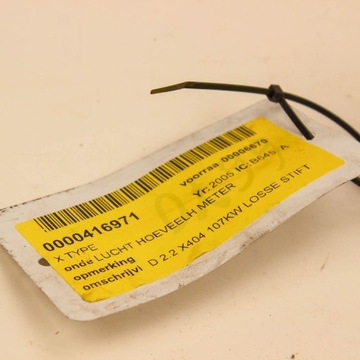 0000416971 voorraa 00006679
X TYPE Yr: 2005 IC: B645_A
onde LUCHT HOEVEELH METER
opmerking
omschrijvi D 2.2 X404 107KW LOSSE STIFT